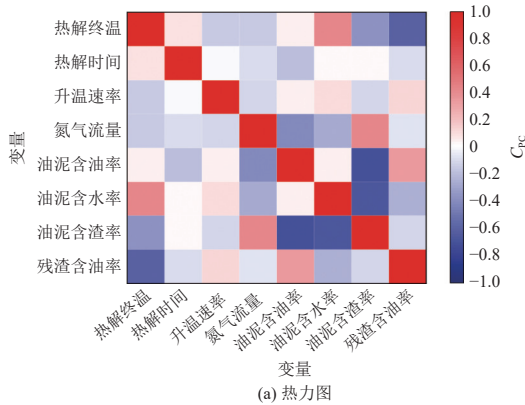 热解终温
热解时间
升温速率
氮气流量
油泥含油率
油泥含水率
油泥含渣率
残渣含油率
变量
热解终温
热解时间
升温速率
氮气流量
油泥含油率
油泥含水率
油泥含渣率
残渣含油率
变量
1.0
0.8
0.6
0.4
0.2
0
−0.2
−0.4
−0.6
−0.8
−1.0
C_PC
(a) 热力图